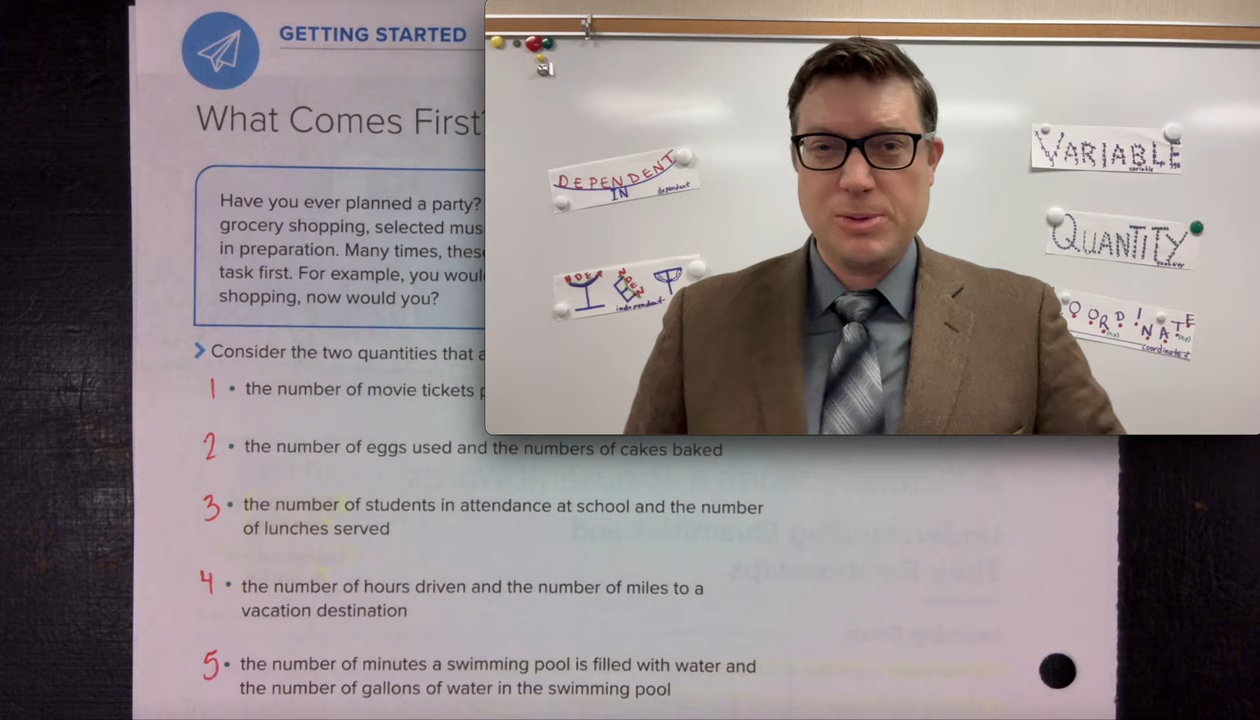 GETTING STARTED
What Comes First?
Have you ever planned a party?
grocery shopping, selected mus
in preparation. Many times, these
task first. For example, you woul
shopping, now would you?
Consider the two quantities that a
1 • the number of movie tickets p
2 • the number of eggs used and the numbers of cakes baked
3 • the number of students in attendance at school and the number
of lunches served
4 • the number of hours driven and the number of miles to a
vacation destination
5 • the number of minutes a swimming pool is filled with water and
the number of gallons of water in the swimming pool
DEPENDENT
IN
dependent
independent
VARIABLE
variable
QUANTITY
quantity
COORDINATE
coordinate